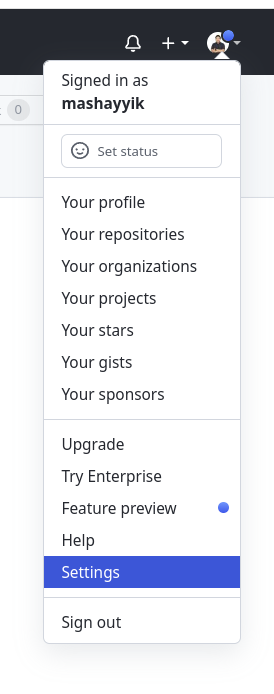 0
Signed in as
mashayyik
Set status
Your profile
Your repositories
Your organizations
Your projects
Your stars
Your gists
Your sponsors
Upgrade
Try Enterprise
Feature preview
Help
Settings
Sign out